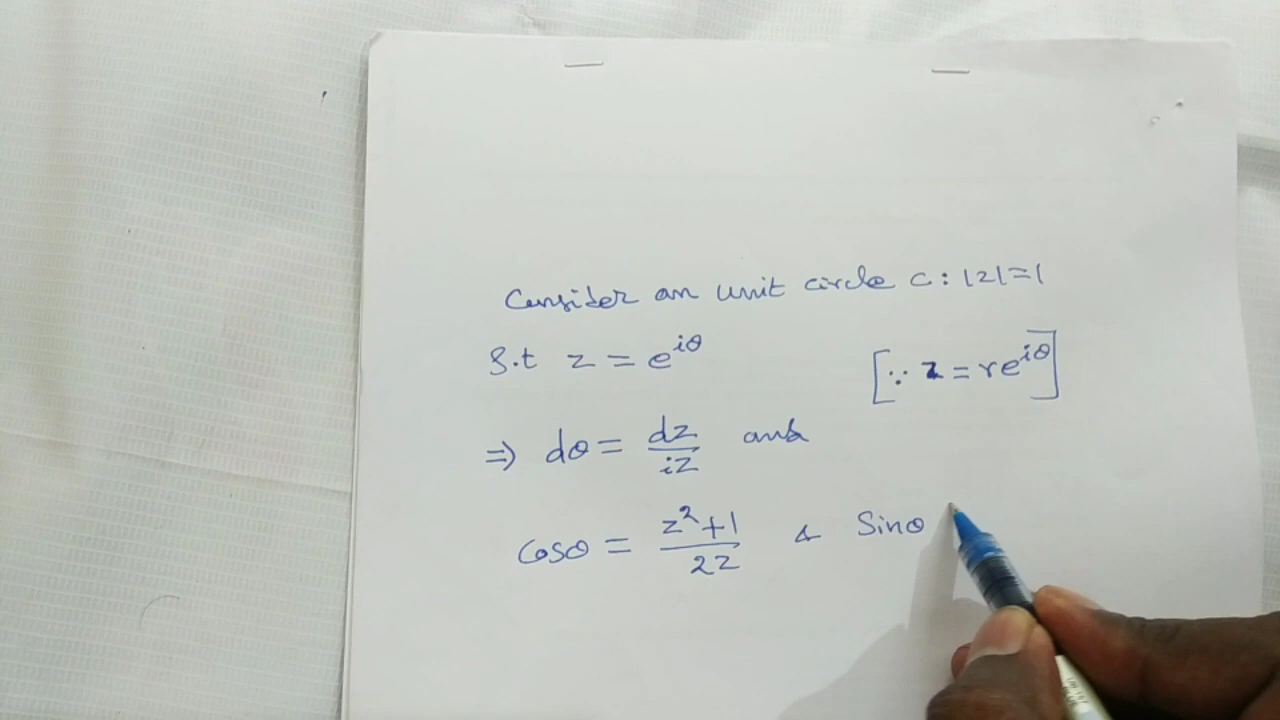 Consider an unit circle C: |z|=1
S.t z = e^{iθ} [∵ z = re^{iθ}]
⇒ dθ = dz/iz and
cosθ = z²+1/2z & Sinθ